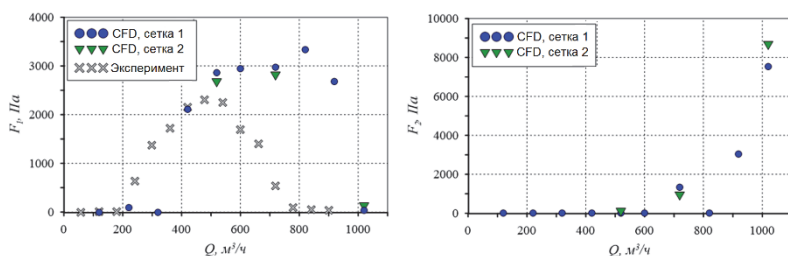 CFD, сетка 1
CFD, сетка 2
Эксперимент
4000
3000
2000
1000
0
F1, Па
0 200 400 600 800 1000
Q, м³/ч
CFD, сетка 1
CFD, сетка 2
10000
8000
6000
4000
2000
0
F2, Па
0 200 400 600 800 1000
Q, м³/ч